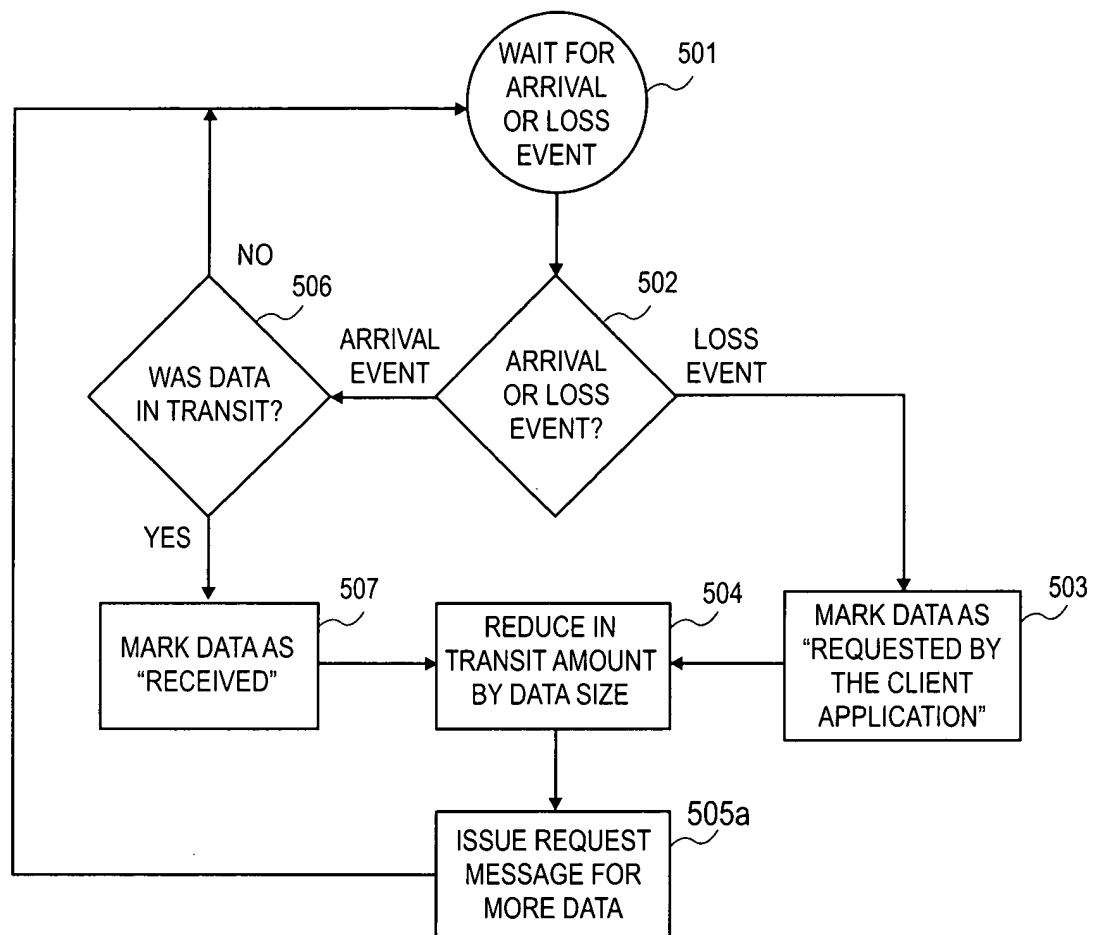 WAIT FOR
ARRIVAL
OR LOSS
EVENT
501
NO
506
502
ARRIVAL
EVENT
LOSS
EVENT
WAS DATA
IN TRANSIT?
ARRIVAL
OR LOSS
EVENT?
YES
507
504
503
MARK DATA AS
“RECEIVED”
REDUCE IN
TRANSIT AMOUNT
BY DATA SIZE
MARK DATA AS
“REQUESTED BY
THE CLIENT
APPLICATION”
505a
ISSUE REQUEST
MESSAGE FOR
MORE DATA